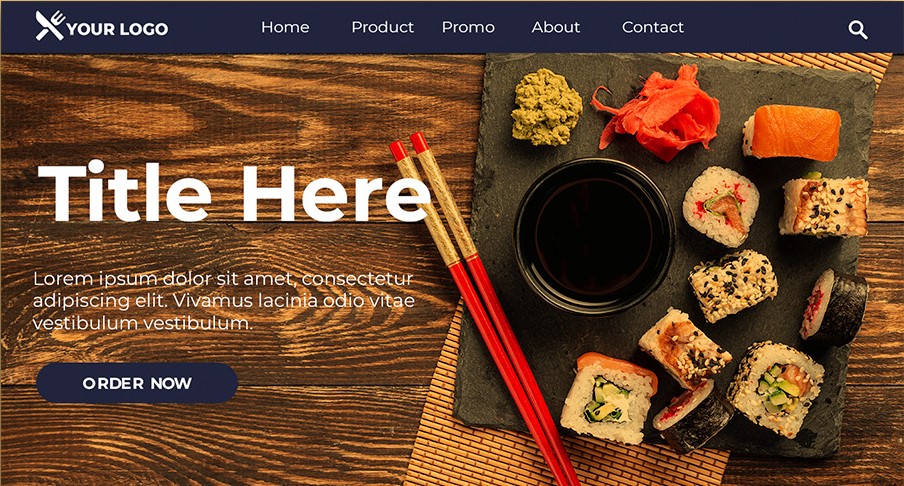 YOUR LOGO
Home Product Promo About Contact
Title Here
Lorem ipsum dolor sit amet, consectetur
adipiscing elit. Vivamus lacinia odio vitae
vestibulum vestibulum.
ORDER NOW